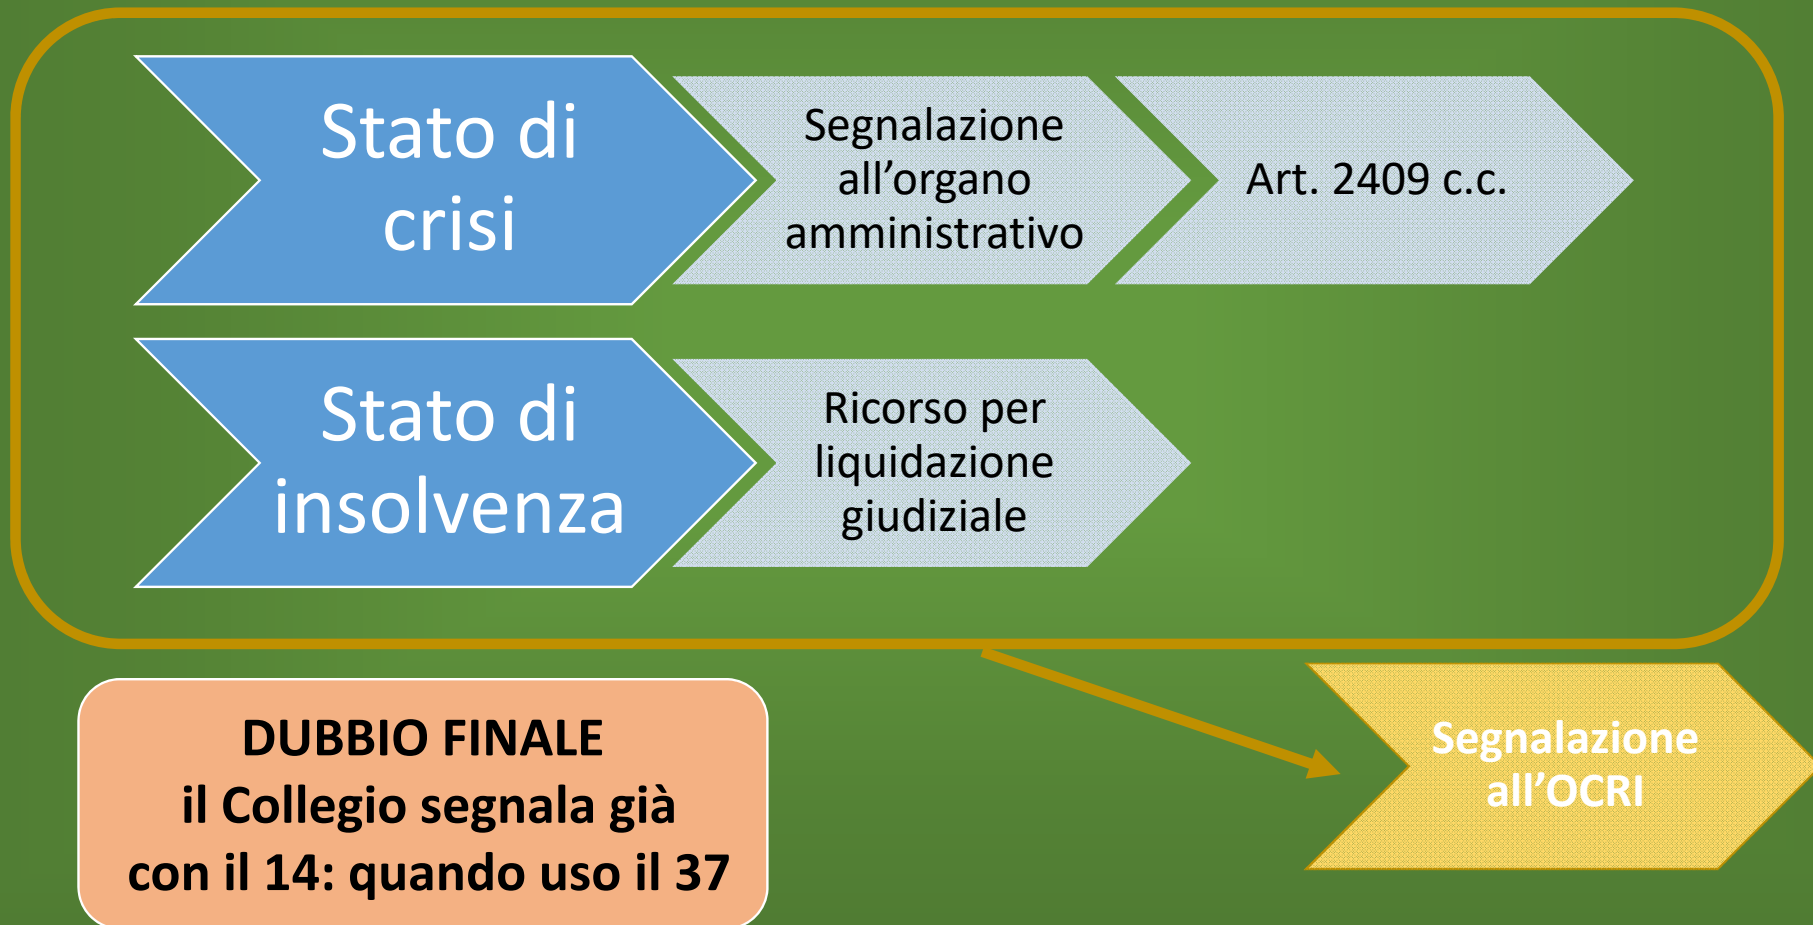 Stato di
crisi
Segnalazione
all’organo
amministrativo
Art. 2409 c.c.
Stato di
insolvenza
Ricorso per
liquidazione
giudiziale
DUBBIO FINALE
il Collegio segnala già
con il 14: quando uso il 37
Segnalazione
all’OCRI